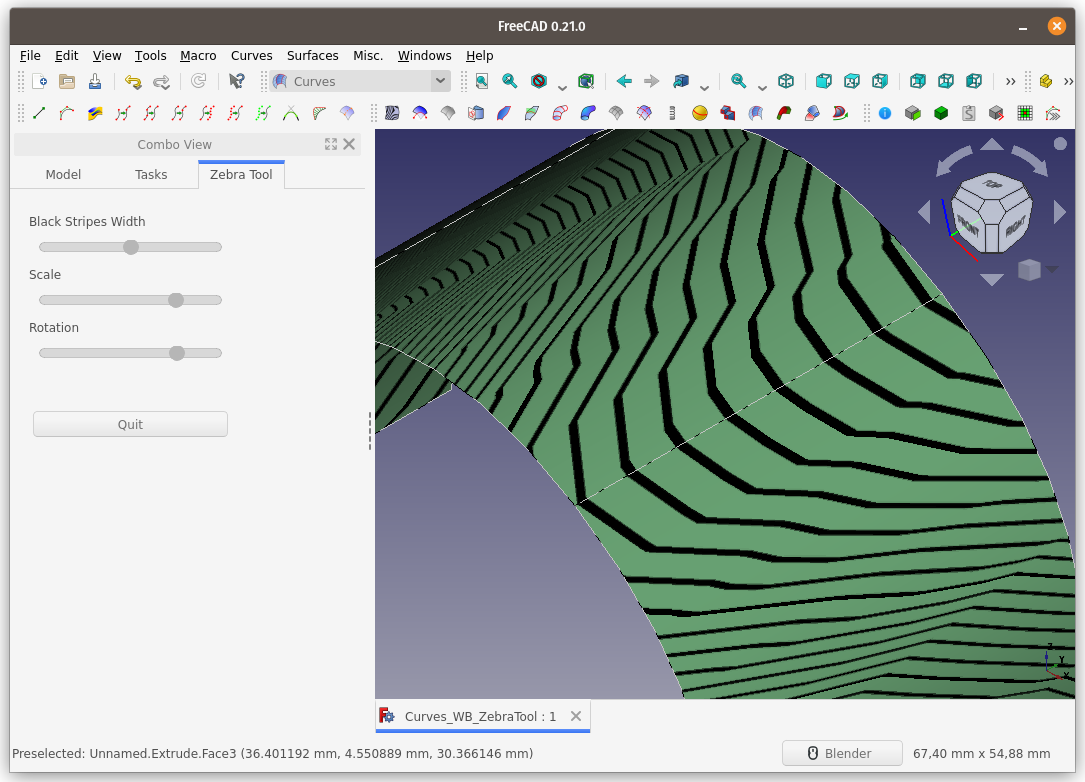 FreeCAD 0.21.0
File Edit View Tools Macro Curves Surfaces Misc. Windows Help
Curves
Combo View
Model Tasks Zebra Tool
Black Stripes Width
Scale
Rotation
Quit
TOP
FRONT RIGHT
Z
Y
X
Curves_WB_ZebraTool : 1
Preselected: Unnamed.Extrude.Face3 (36.401192 mm, 4.550889 mm, 30.366146 mm) Blender 67,40 mm x 54,88 mm